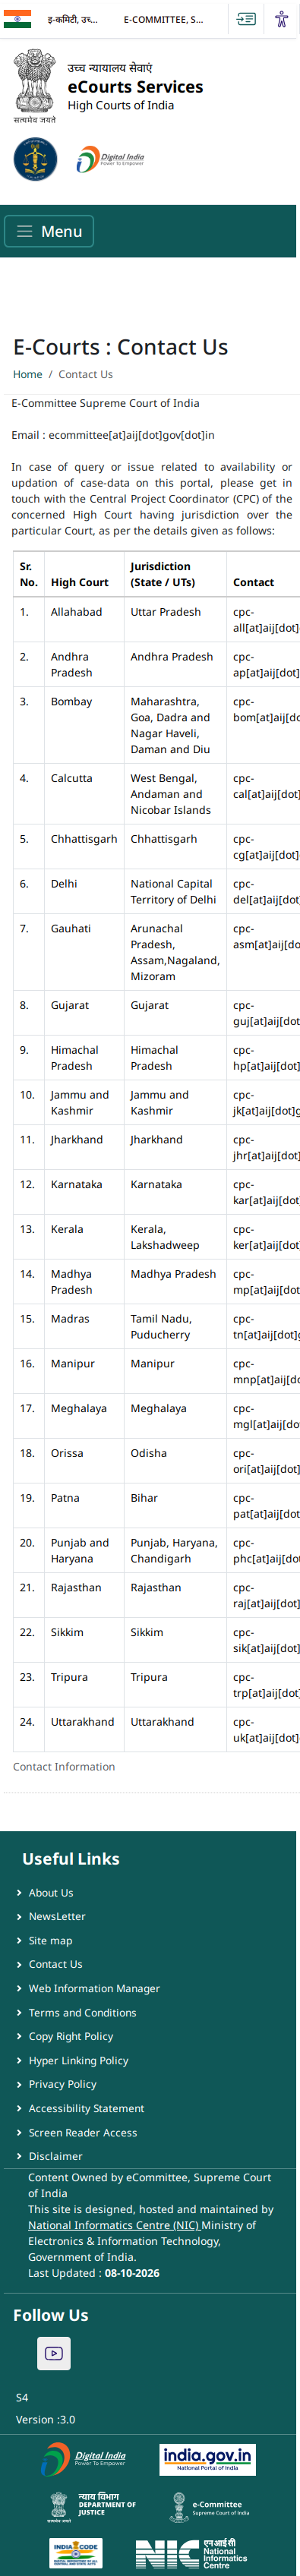 इ-कमिटी, उच्...
E-COMMITTEE, S...
सत्यमेव जयते
उच्च न्यायालय सेवाएं
eCourts Services
High Courts of India
Digital India
Power To Empower
Menu
E-Courts : Contact Us
Home / Contact Us
E-Committee Supreme Court of India
Email : ecommittee[at]aij[dot]gov[dot]in
In case of query or issue related to availability or
updation of case-data on this portal, please get in
touch with the Central Project Coordinator (CPC) of the
concerned High Court having jurisdiction over the
particular Court, as per the details given as follows:
Sr. No. High Court Jurisdiction (State / UTs) Contact
1. Allahabad Uttar Pradesh cpc-
all[at]aij[dot]
2. Andhra Pradesh Andhra Pradesh cpc-
ap[at]aij[dot]
3. Bombay Maharashtra,
Goa, Dadra and
Nagar Haveli,
Daman and Diu cpc-
bom[at]aij[do
4. Calcutta West Bengal,
Andaman and
Nicobar Islands cpc-
cal[at]aij[dot]
5. Chhattisgarh Chhattisgarh cpc-
cg[at]aij[dot]
6. Delhi National Capital
Territory of Delhi cpc-
del[at]aij[dot]
7. Gauhati Arunachal
Pradesh,
Assam,Nagaland,
Mizoram cpc-
asm[at]aij[do
8. Gujarat Gujarat cpc-
guj[at]aij[dot
9. Himachal Pradesh Himachal Pradesh cpc-
hp[at]aij[dot]
10. Jammu and Kashmir Jammu and Kashmir cpc-
jk[at]aij[dot]g
11. Jharkhand Jharkhand cpc-
jhr[at]aij[dot]
12. Karnataka Karnataka cpc-
kar[at]aij[dot]
13. Kerala Kerala,
Lakshadweep cpc-
ker[at]aij[dot]
14. Madhya Pradesh Madhya Pradesh cpc-
mp[at]aij[dot
15. Madras Tamil Nadu,
Puducherry cpc-
tn[at]aij[dot]g
16. Manipur Manipur cpc-
mnp[at]aij[do
17. Meghalaya Meghalaya cpc-
mgl[at]aij[dot
18. Orissa Odisha cpc-
ori[at]aij[dot]
19. Patna Bihar cpc-
pat[at]aij[dot
20. Punjab and Haryana Punjab, Haryana,
Chandigarh cpc-
phc[at]aij[dot
21. Rajasthan Rajasthan cpc-
raj[at]aij[dot]
22. Sikkim Sikkim cpc-
sik[at]aij[dot]
23. Tripura Tripura cpc-
trp[at]aij[dot]
24. Uttarakhand Uttarakhand cpc-
uk[at]aij[dot]
Contact Information
Useful Links
About Us
NewsLetter
Site map
Contact Us
Web Information Manager
Terms and Conditions
Copy Right Policy
Hyper Linking Policy
Privacy Policy
Accessibility Statement
Screen Reader Access
Disclaimer
Content Owned by eCommittee, Supreme Court
of India
This site is designed, hosted and maintained by
National Informatics Centre (NIC) Ministry of
Electronics & Information Technology,
Government of India.
Last Updated : 08-10-2026
Follow Us
S4
Version :3.0
Digital India
Power To Empower
india.gov.in
National Portal of India
न्याय विभाग
DEPARTMENT OF
JUSTICE
सत्यमेव जयते
e-Committee
Supreme Court of India
INDIA CODE
NIC
एन आई सी
National
Informatics
Centre